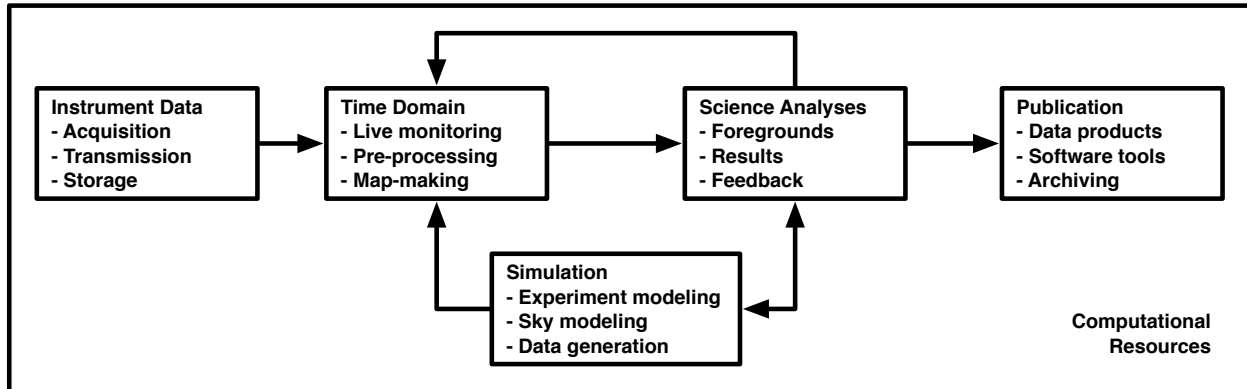 Instrument Data
- Acquisition
- Transmission
- Storage
Time Domain
- Live monitoring
- Pre-processing
- Map-making
Science Analyses
- Foregrounds
- Results
- Feedback
Publication
- Data products
- Software tools
- Archiving
Simulation
- Experiment modeling
- Sky modeling
- Data generation
Computational
Resources